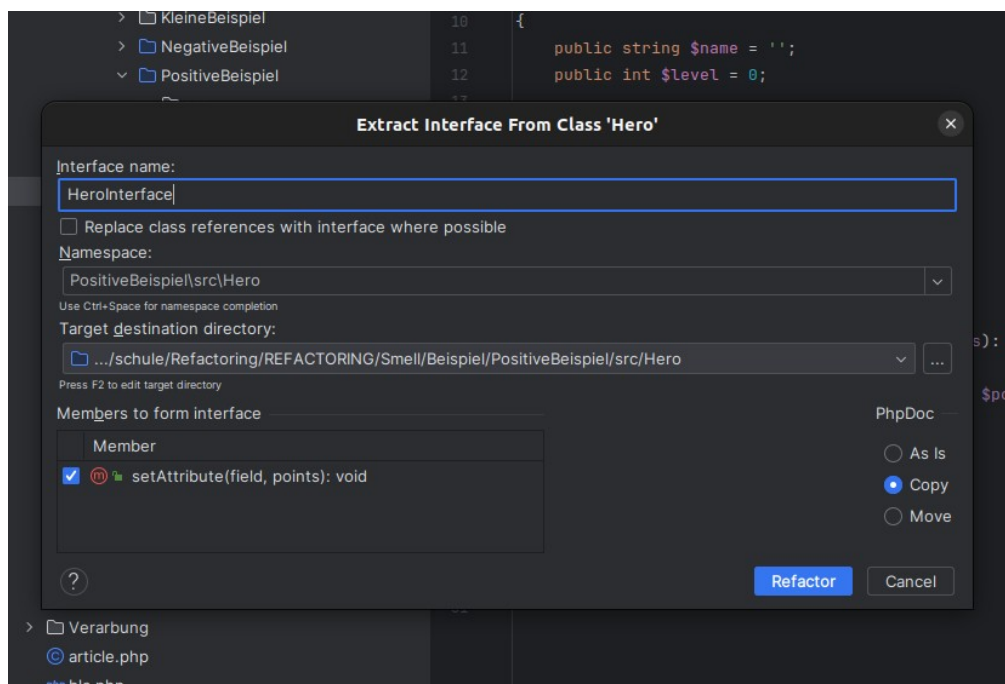 KleineBeispiel
NegativeBeispiel
PositiveBeispiel
10 {
11 public string $name = '';
12 public int $level = 0;
13
Extract Interface From Class 'Hero'
Interface name:
HeroInterface
Replace class references with interface where possible
Namespace:
PositiveBeispiel\src\Hero
Use Ctrl+Space for namespace completion
Target destination directory:
.../schule/Refactoring/REFACTORING/Smell/Beispiel/PositiveBeispiel/src/Hero
...
s):
Press F2 to edit target directory
$po
Members to form interface
PhpDoc
Member
As Is
m setAttribute(field, points): void
Copy
Move
?
Refactor
Cancel
Verarbung
C article.php